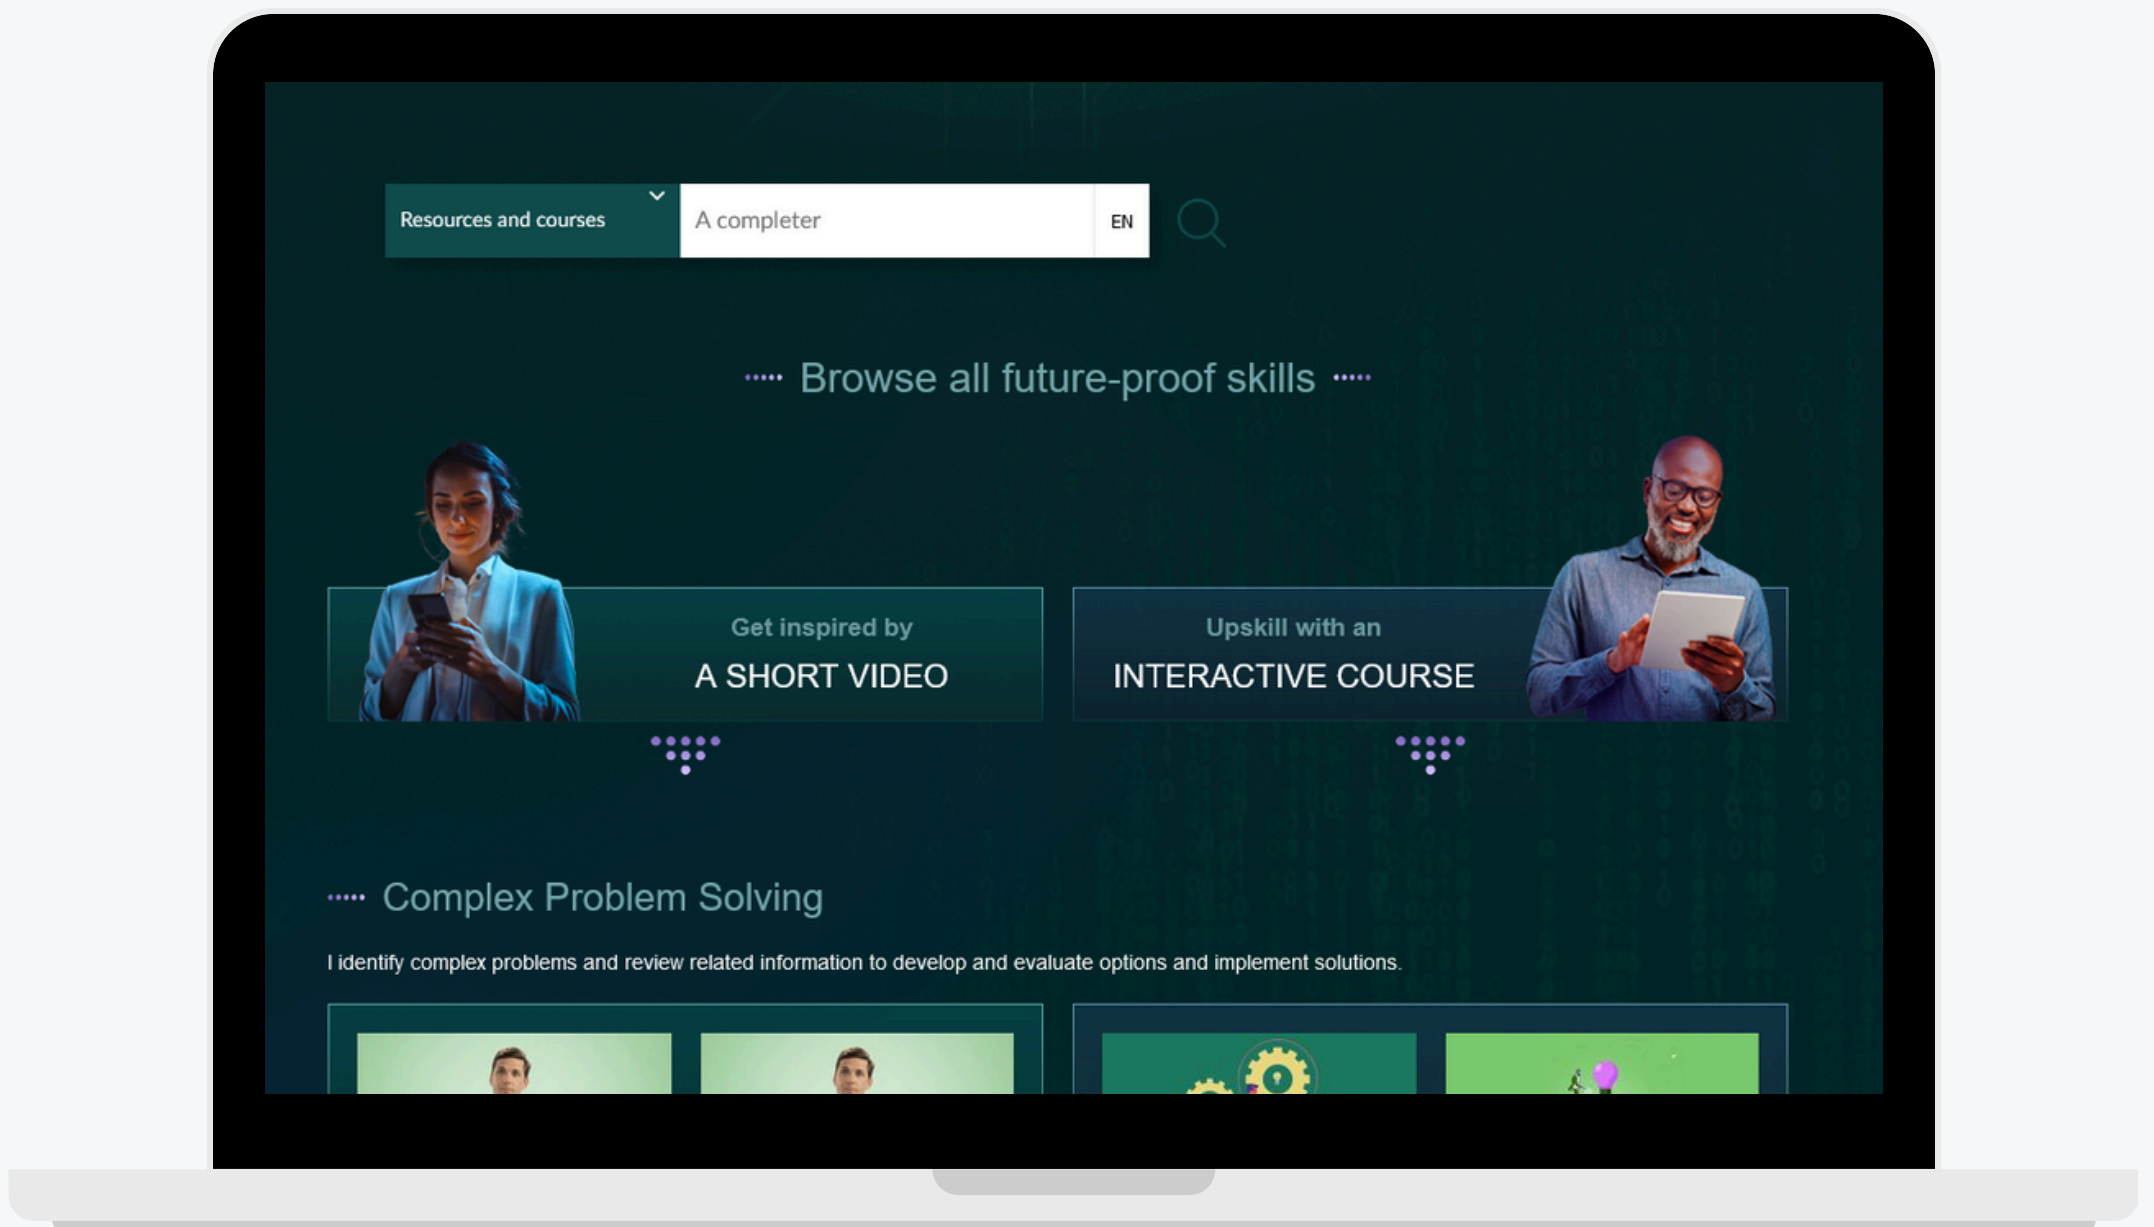 Resources and courses
A completer
EN
Browse all future-proof skills
Get inspired by
A SHORT VIDEO
Upskill with an
INTERACTIVE COURSE
Complex Problem Solving
I identify complex problems and review related information to develop and evaluate options and implement solutions.